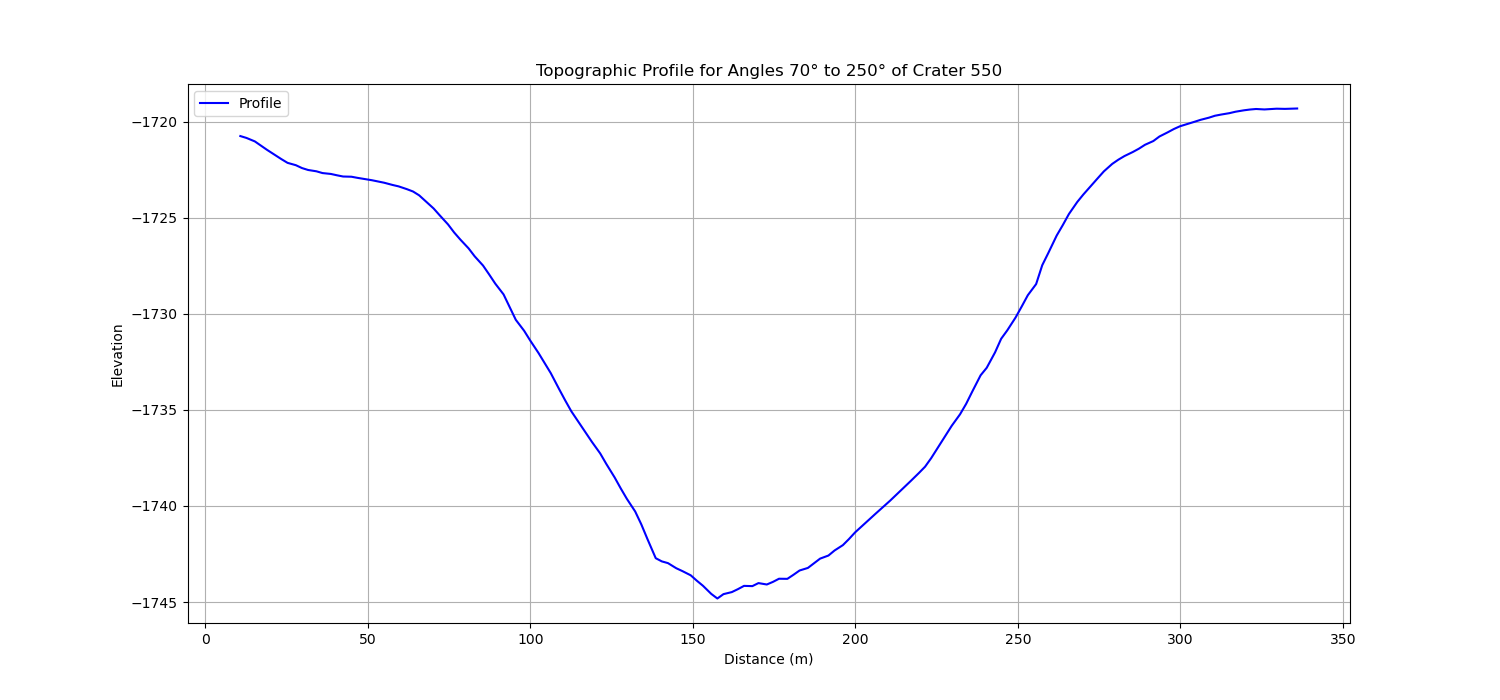 Topographic Profile for Angles 70° to 250° of Crater 550
Profile
Elevation
−1720
−1725
−1730
−1735
−1740
−1745
0 50 100 150 200 250 300 350
Distance (m)